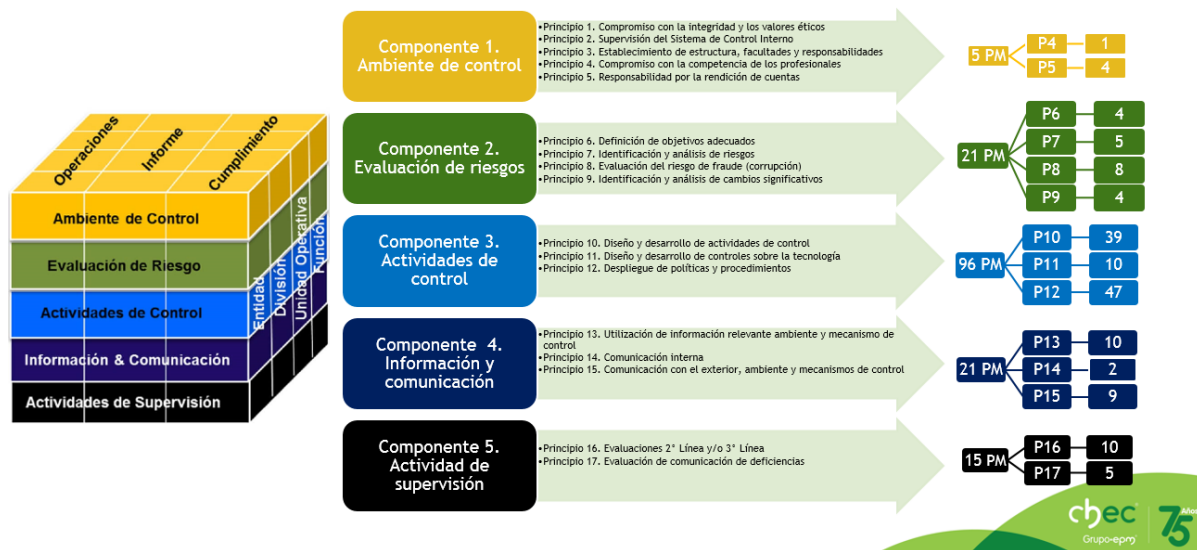 Operaciones
Informe
Cumplimiento
Ambiente de Control
Evaluación de Riesgo
Actividades de Control
Información & Comunicación
Actividades de Supervisión
Entidad
División
Unidad Operativa
Función
Componente 1.
Ambiente de control
•Principio 1. Compromiso con la integridad y los valores éticos
•Principio 2. Supervisión del Sistema de Control Interno
•Principio 3. Establecimiento de estructura, facultades y responsabilidades
•Principio 4. Compromiso con la competencia de los profesionales
•Principio 5. Responsabilidad por la rendición de cuentas
5 PM
P4 1
P5 4
Componente 2.
Evaluación de riesgos
•Principio 6. Definición de objetivos adecuados
•Principio 7. Identificación y análisis de riesgos
•Principio 8. Evaluación del riesgo de fraude (corrupción)
•Principio 9. Identificación y análisis de cambios significativos
21 PM
P6 4
P7 5
P8 8
P9 4
Componente 3.
Actividades de
control
•Principio 10. Diseño y desarrollo de actividades de control
•Principio 11. Diseño y desarrollo de controles sobre la tecnología
•Principio 12. Despliegue de políticas y procedimientos
96 PM
P10 39
P11 10
P12 47
Componente 4.
Información y
comunicación
•Principio 13. Utilización de información relevante ambiente y mecanismo de
control
•Principio 14. Comunicación interna
•Principio 15. Comunicación con el exterior, ambiente y mecanismos de control
21 PM
P13 10
P14 2
P15 9
Componente 5.
Actividad de
supervisión
•Principio 16. Evaluaciones 2° Línea y/o 3° Línea
•Principio 17. Evaluación de comunicación de deficiencias
15 PM
P16 10
P17 5
chec
Grupo·epm
75 Años